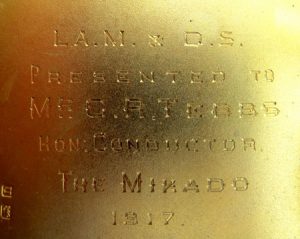 L.A.M. & D.S.
PRESENTED TO
MR G.R. TEBBS
HON: CONDUCTOR.
THE MIKADO
1917.